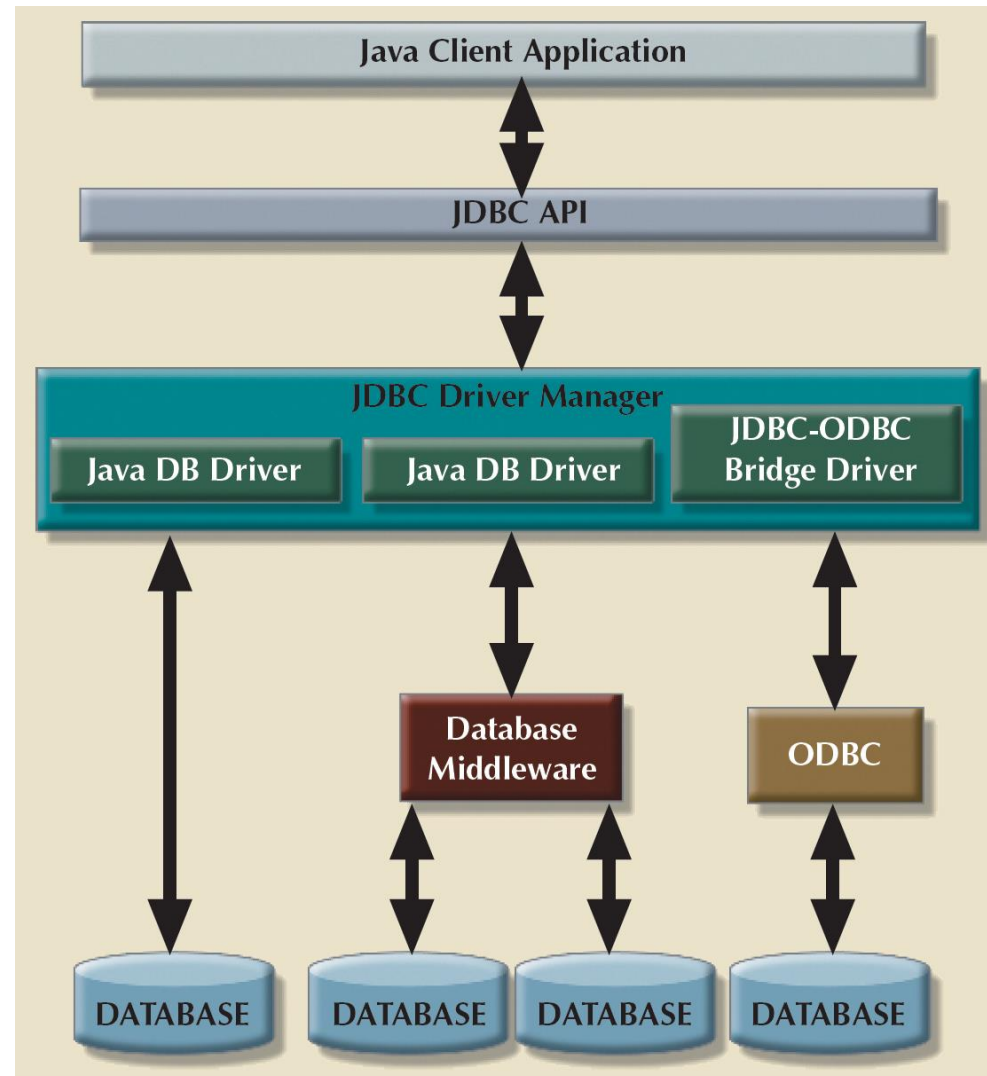 Java Client Application
JDBC API
JDBC Driver Manager
Java DB Driver
Java DB Driver
JDBC-ODBC
Bridge Driver
Database
Middleware
ODBC
DATABASE
DATABASE
DATABASE
DATABASE